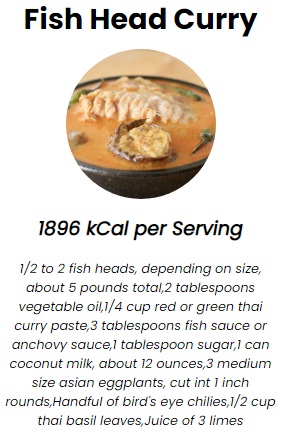 Fish Head Curry
1896 kCal per Serving
1/2 to 2 fish heads, depending on size,
about 5 pounds total,2 tablespoons
vegetable oil,1/4 cup red or green thai
curry paste,3 tablespoons fish sauce or
anchovy sauce,1 tablespoon sugar,1 can
coconut milk, about 12 ounces,3 medium
size asian eggplants, cut int 1 inch
rounds,Handful of bird's eye chilies,1/2 cup
thai basil leaves,Juice of 3 limes